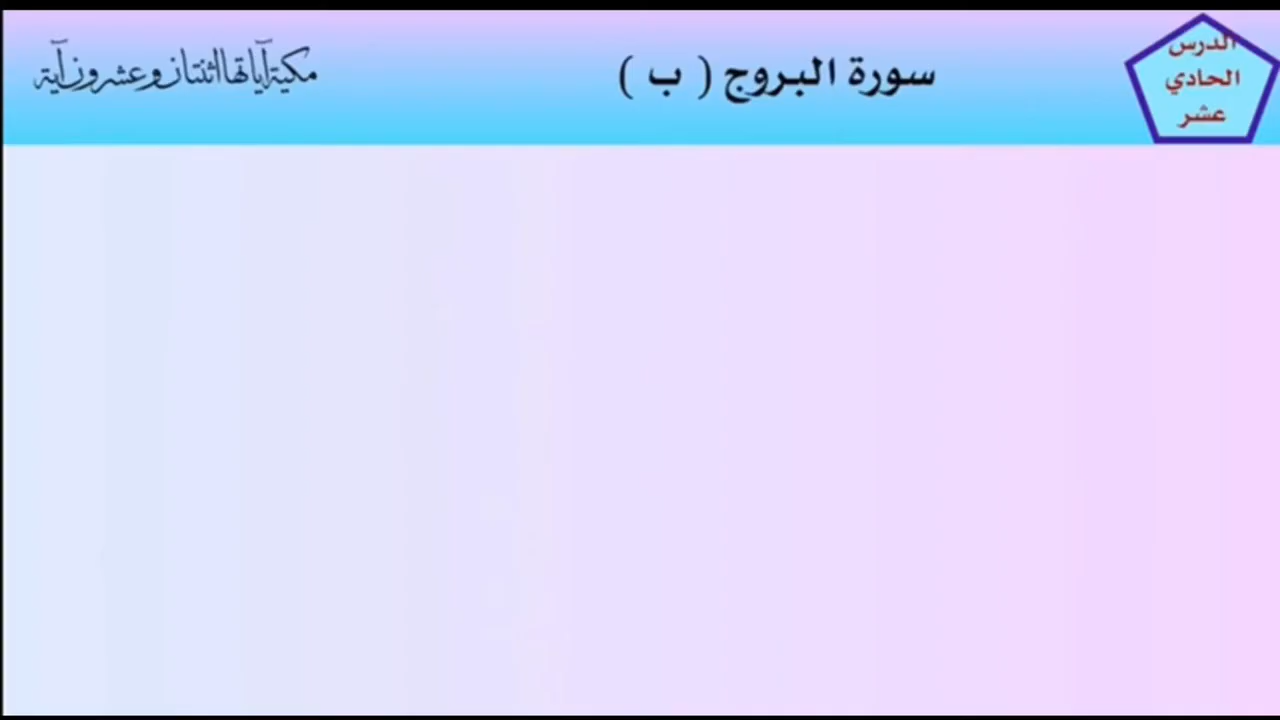 الدرس
الحادي
عشر
سورة البروج ( ب )
مكية آياتها اثنتان وعشرون آية